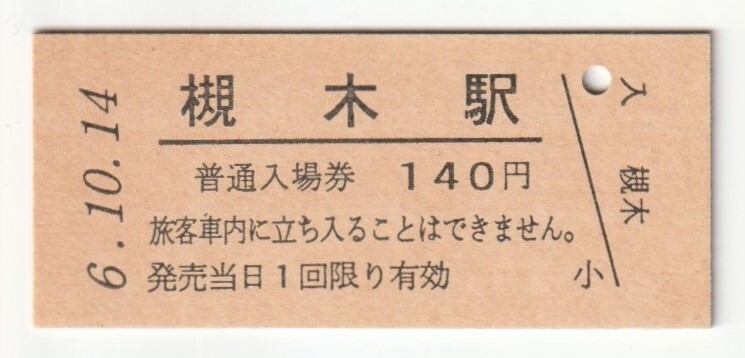 6.10.14
槻木駅
普通入場券 140円
旅客車内に立ち入ることはできません。
発売当日1回限り有効
小
入 槻木